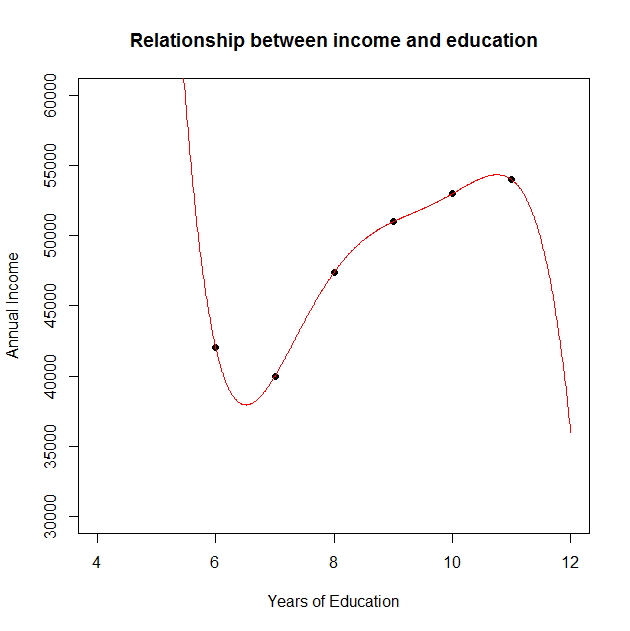 Relationship between income and education
60000
55000
50000
45000
40000
35000
30000
Annual Income
4 6 8 10 12
Years of Education